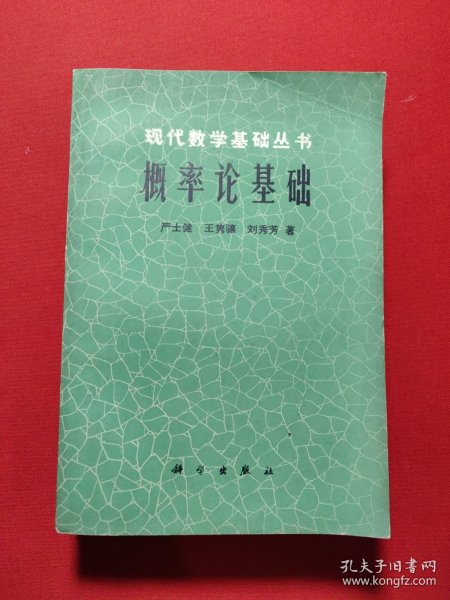 现代数学基础丛书
概率论基础
严士健 王隽骧 刘秀芳 著
科学出版社
孔夫子旧书网
www.kongfz.com